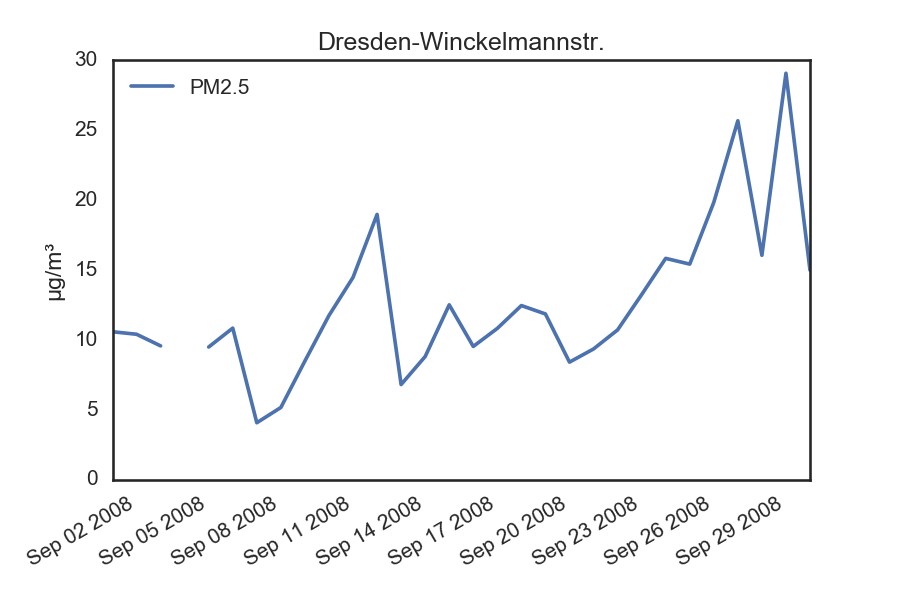 Dresden-Winckelmannstr.
PM2.5
30
25
20
15
10
5
0
µg/m³
Sep 02 2008
Sep 05 2008
Sep 08 2008
Sep 11 2008
Sep 14 2008
Sep 17 2008
Sep 20 2008
Sep 23 2008
Sep 26 2008
Sep 29 2008